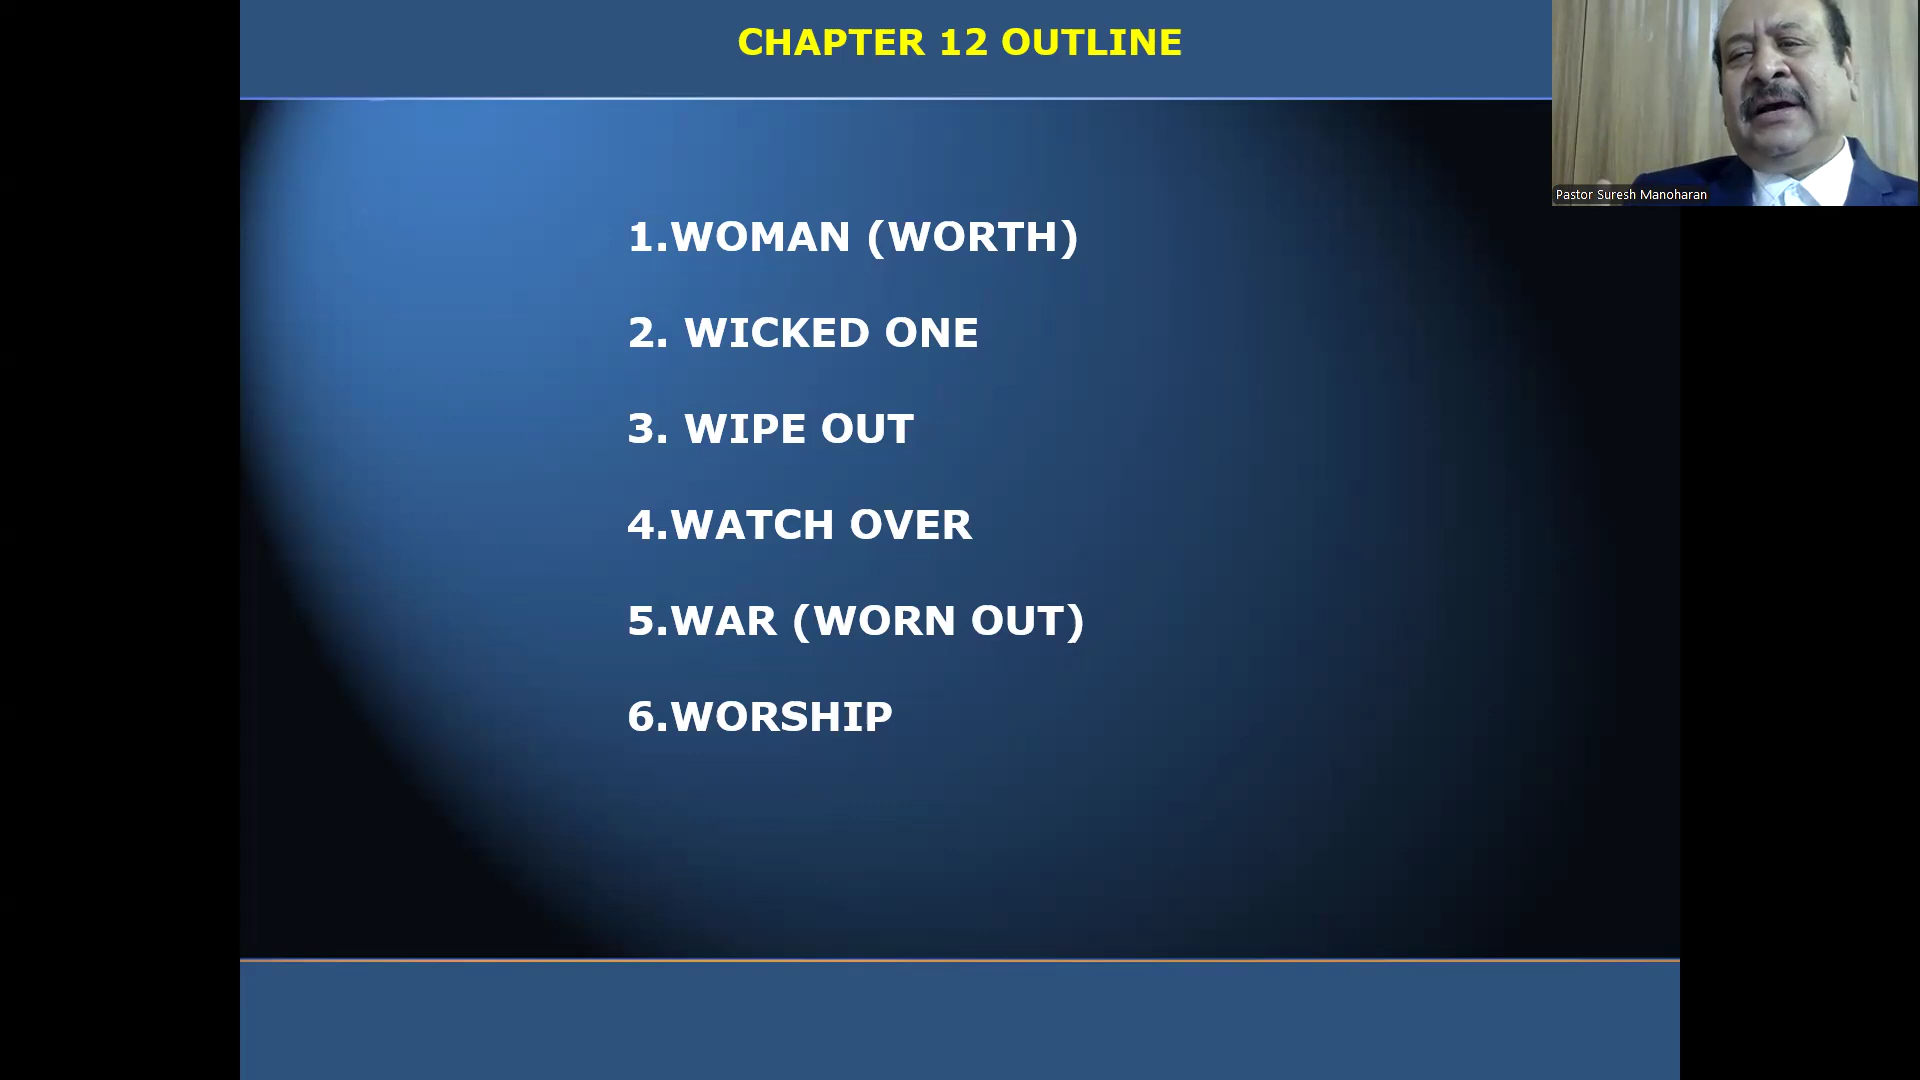 CHAPTER 12 OUTLINE
Pastor Suresh Manoharan
1.WOMAN (WORTH)
2. WICKED ONE
3. WIPE OUT
4.WATCH OVER
5.WAR (WORN OUT)
6.WORSHIP